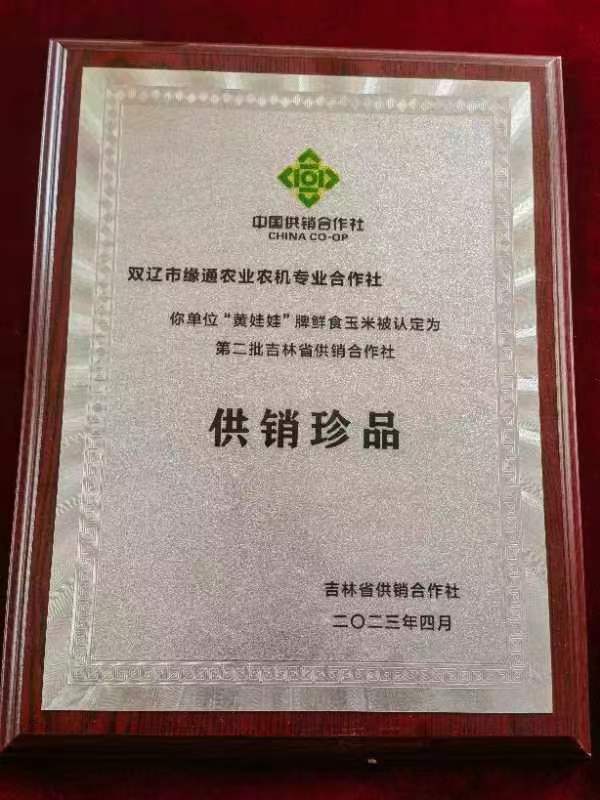 中国供销合作社
CHINA CO-OP
双辽市缘通农业农机专业合作社
你单位“黄娃娃”牌鲜食玉米被认定为
第二批吉林省供销合作社
供销珍品
吉林省供销合作社
二〇二三年四月